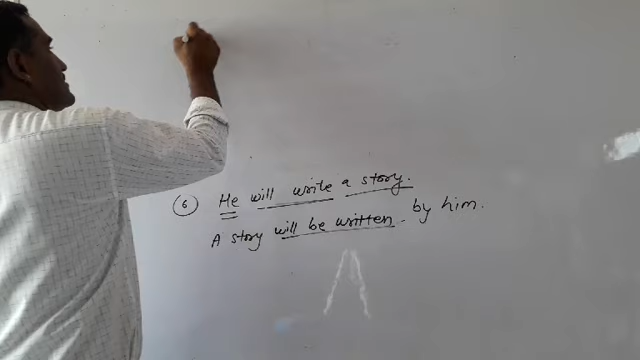 6 He will write a story.
A story will be written. by him.